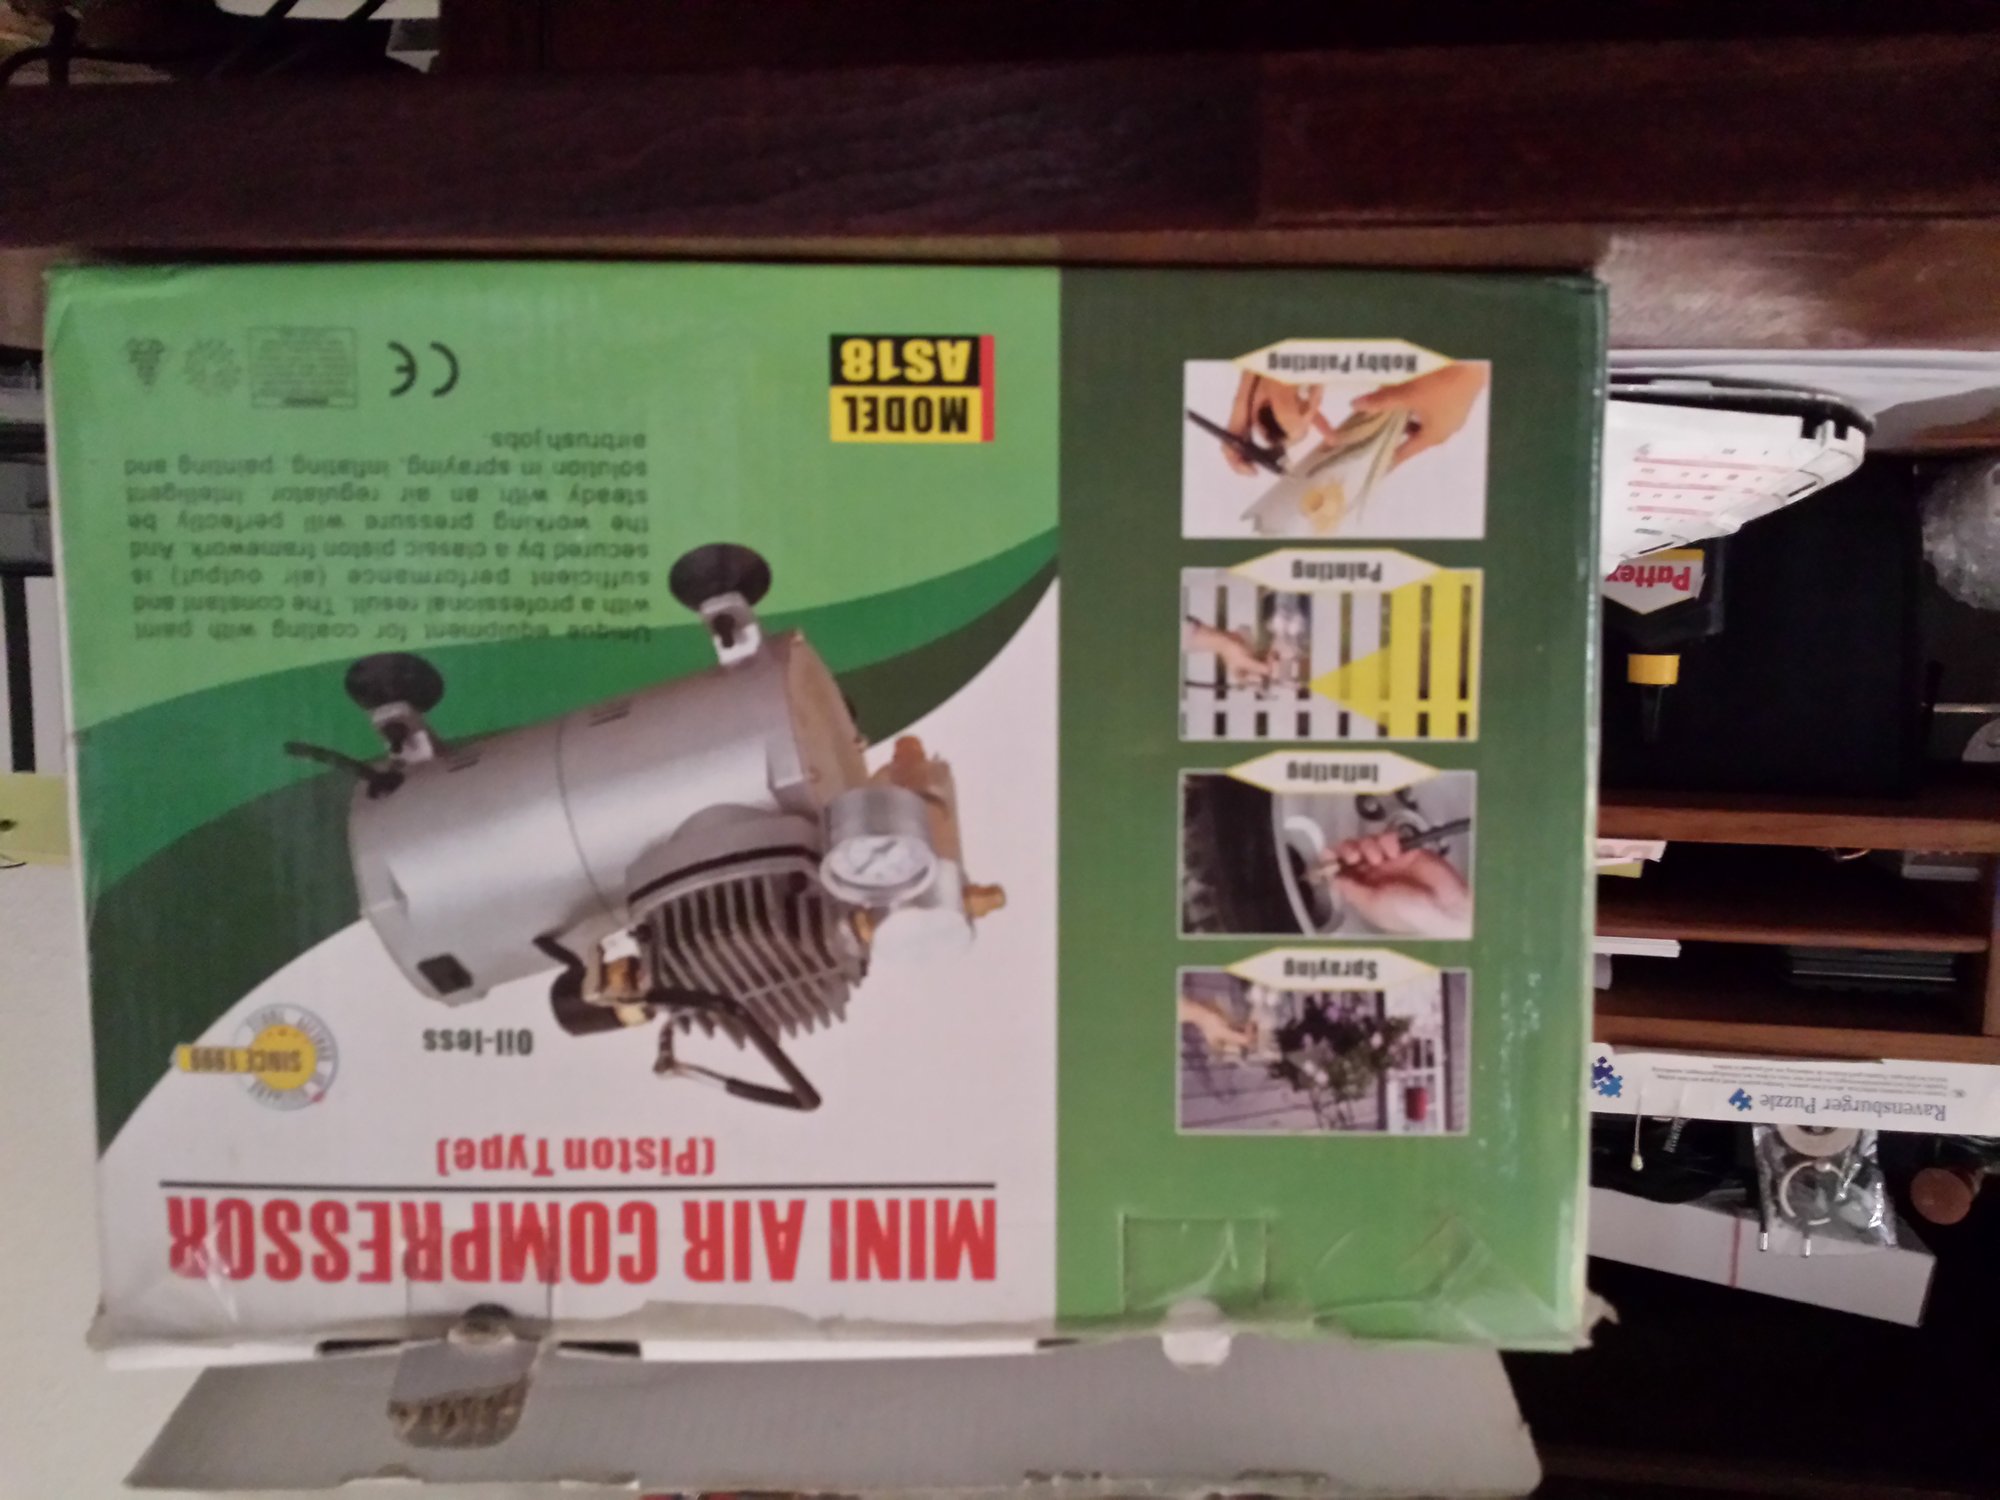 MINI AIR COMPRESSOR
(Piston Type)
Oil-less
SINCE 1999
Unique equipment for coating with paint
with a professional result. The constant and
sufficient performance (air output) is
secured by a classic piston framework. And
the working pressure will perfectly be
steady with an air regulator. Intelligent
solution in spraying, inflating, painting and
airbrush jobs.
MODEL
AS18
CE
Spraying
Inflating
Painting
Hobby Painting
Pattex
Ravensburger Puzzle